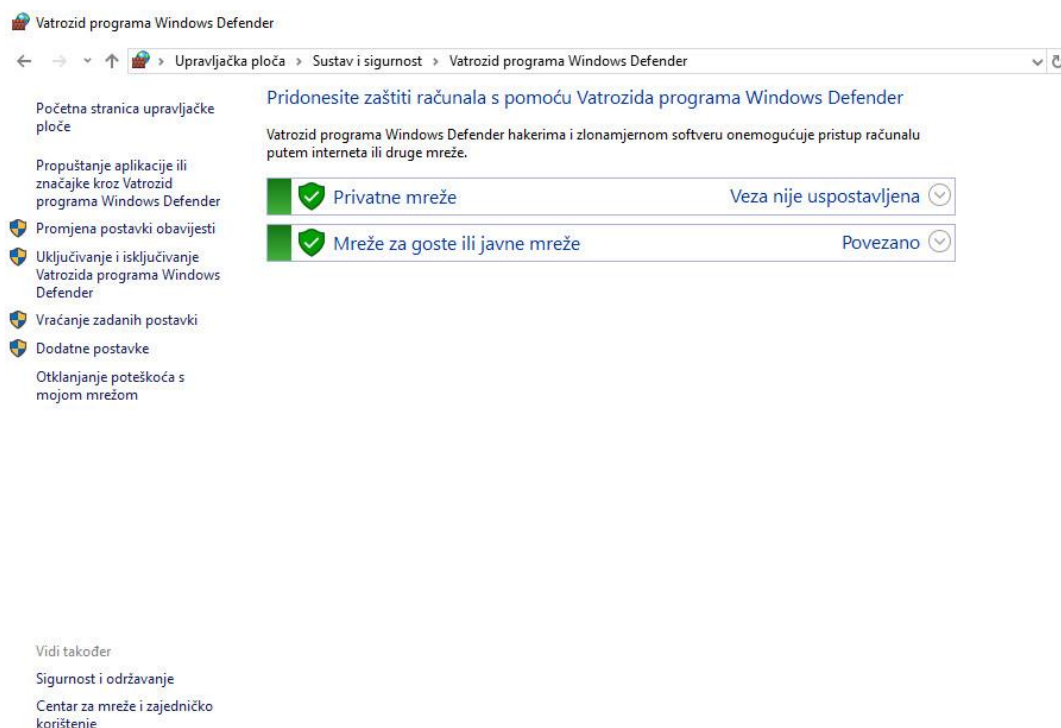 Vatrozid programa Windows Defender
Upravljačka ploča › Sustav i sigurnost › Vatrozid programa Windows Defender
Početna stranica upravljačke
ploče
Propuštanje aplikacije ili
značajke kroz Vatrozid
programa Windows Defender
Promjena postavki obavijesti
Uključivanje i isključivanje
Vatrozida programa Windows
Defender
Vraćanje zadanih postavki
Dodatne postavke
Otklanjanje poteškoća s
mojom mrežom
Pridonesite zaštiti računala s pomoću Vatrozida programa Windows Defender
Vatrozid programa Windows Defender hakerima i zlonamjernom softveru onemogućuje pristup računalu
putem interneta ili druge mreže.
Privatne mreže Veza nije uspostavljena
Mreže za goste ili javne mreže Povezano
Vidi također
Sigurnost i održavanje
Centar za mreže i zajedničko
korištenje